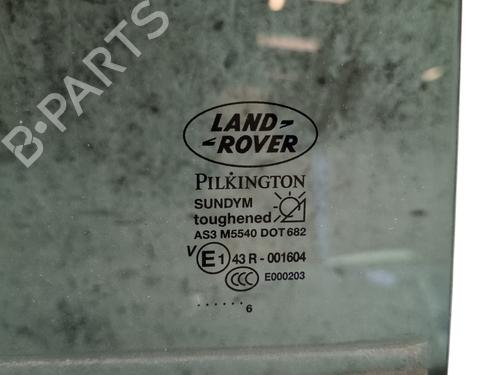 B-PARTS
LAND-
-ROVER
PILKINGTON
SUNDYM
toughened
AS3 M5540 DOT 682
V E1 43 R - 001604
CCC E000203
...... 6